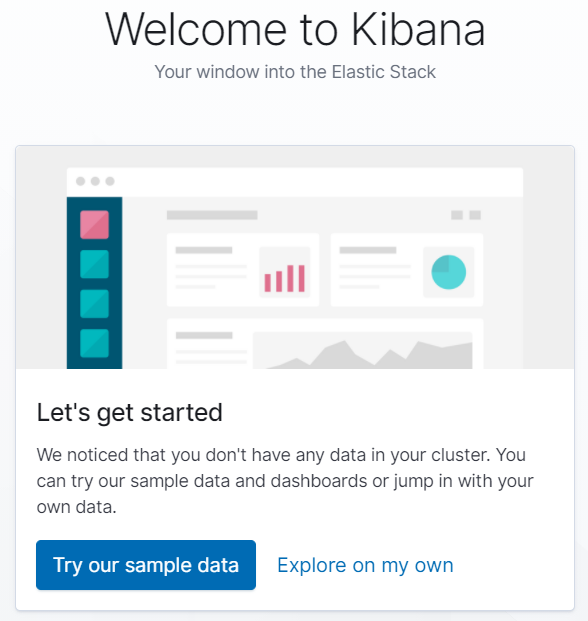 Welcome to Kibana
Your window into the Elastic Stack
Let's get started
We noticed that you don't have any data in your cluster. You
can try our sample data and dashboards or jump in with your
own data.
Try our sample data
Explore on my own